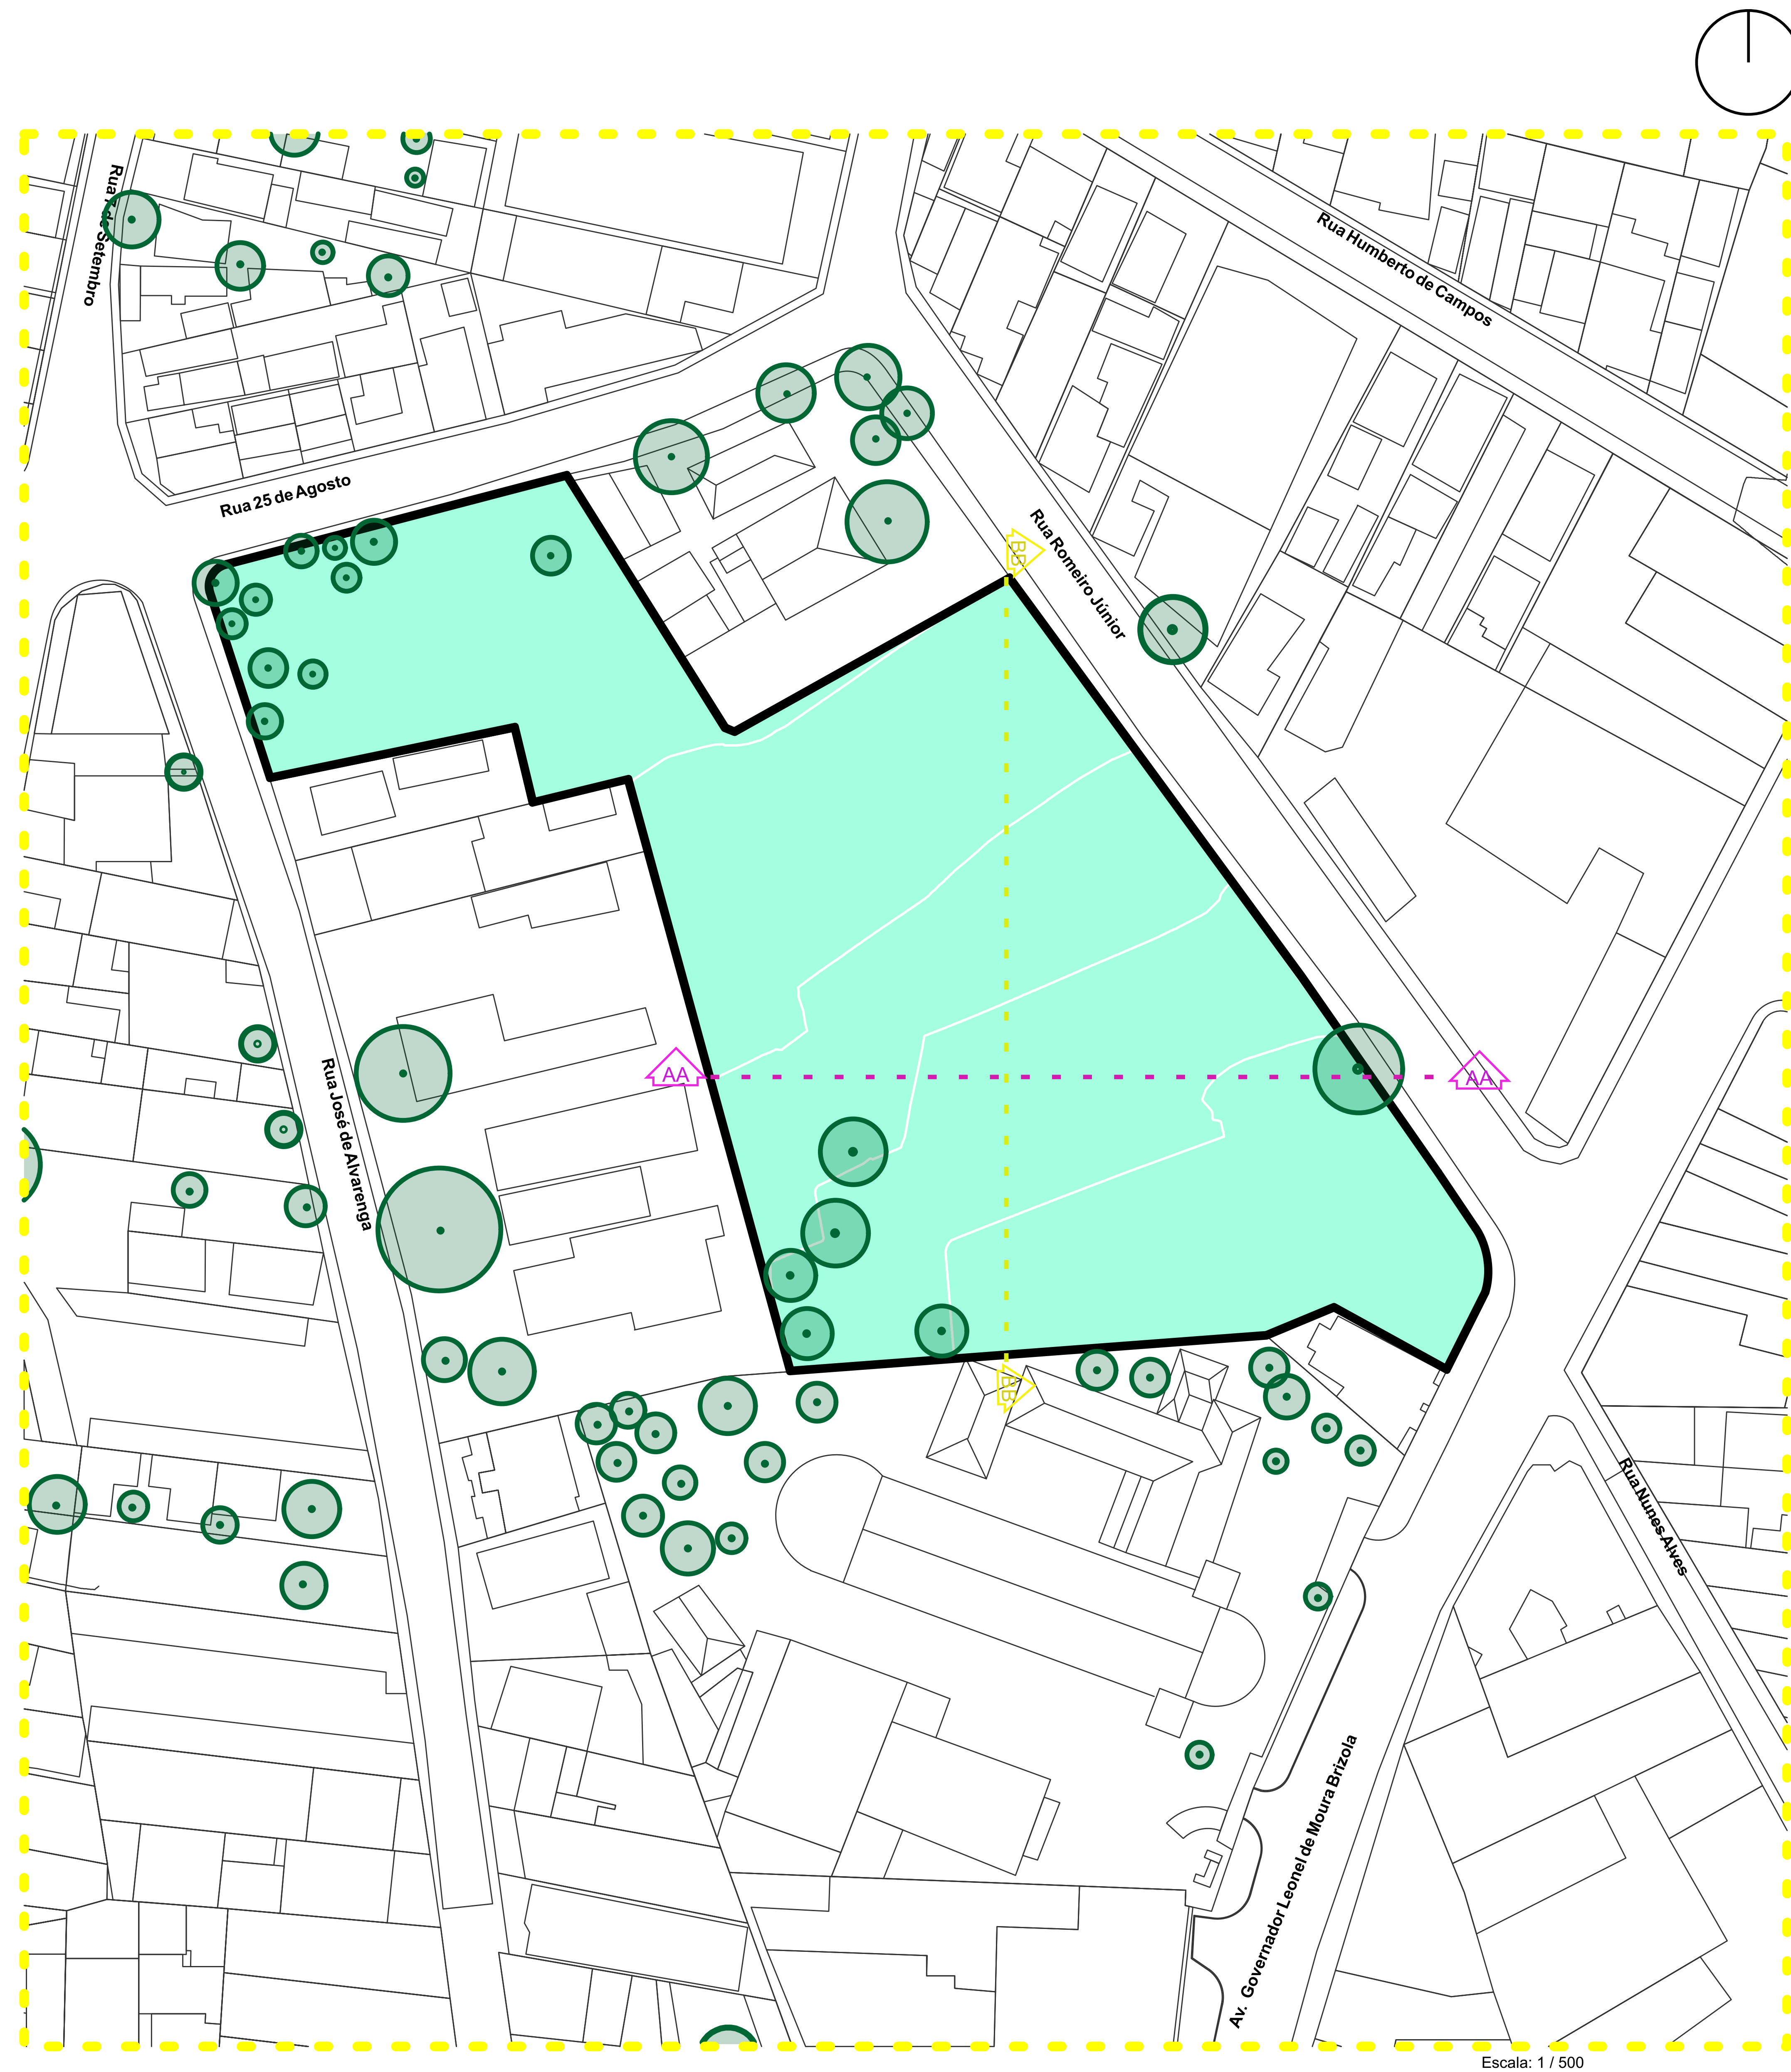 Rua 7 de Setembro
Rua Humberto de Campos
Rua 25 de Agosto
BB
Rua Romeiro Júnior
AA
AA
Rua José de Alvarenga
BB
Rua Nunes Alves
Av. Governador Leonel de Moura Brizola
Escala: 1 / 500